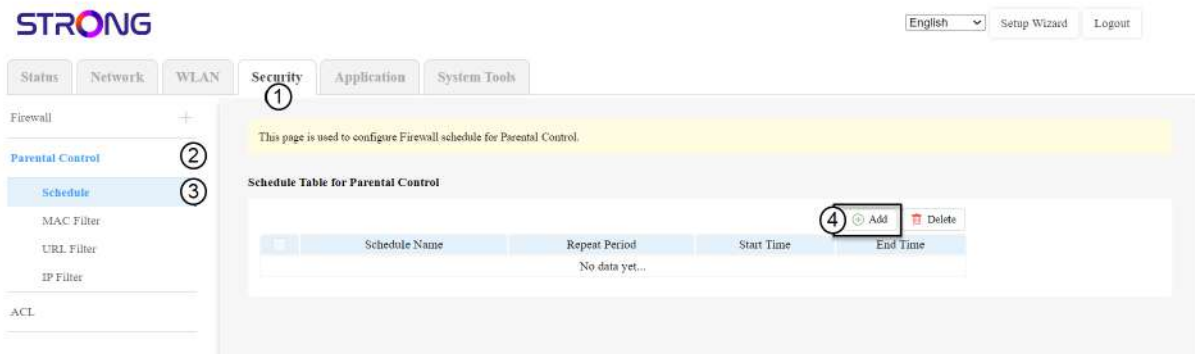 STRONG
English Setup Wizard Logout
Status Network WLAN Security Application System Tools
1
Firewall
This page is used to configure Firewall schedule for Parental Control.
Parental Control 2
Schedule Table for Parental Control
Schedule 3
MAC Filter
4 Add Delete
Schedule Name Repeat Period Start Time End Time
URL Filter
No data yet...
IP Filter
ACL